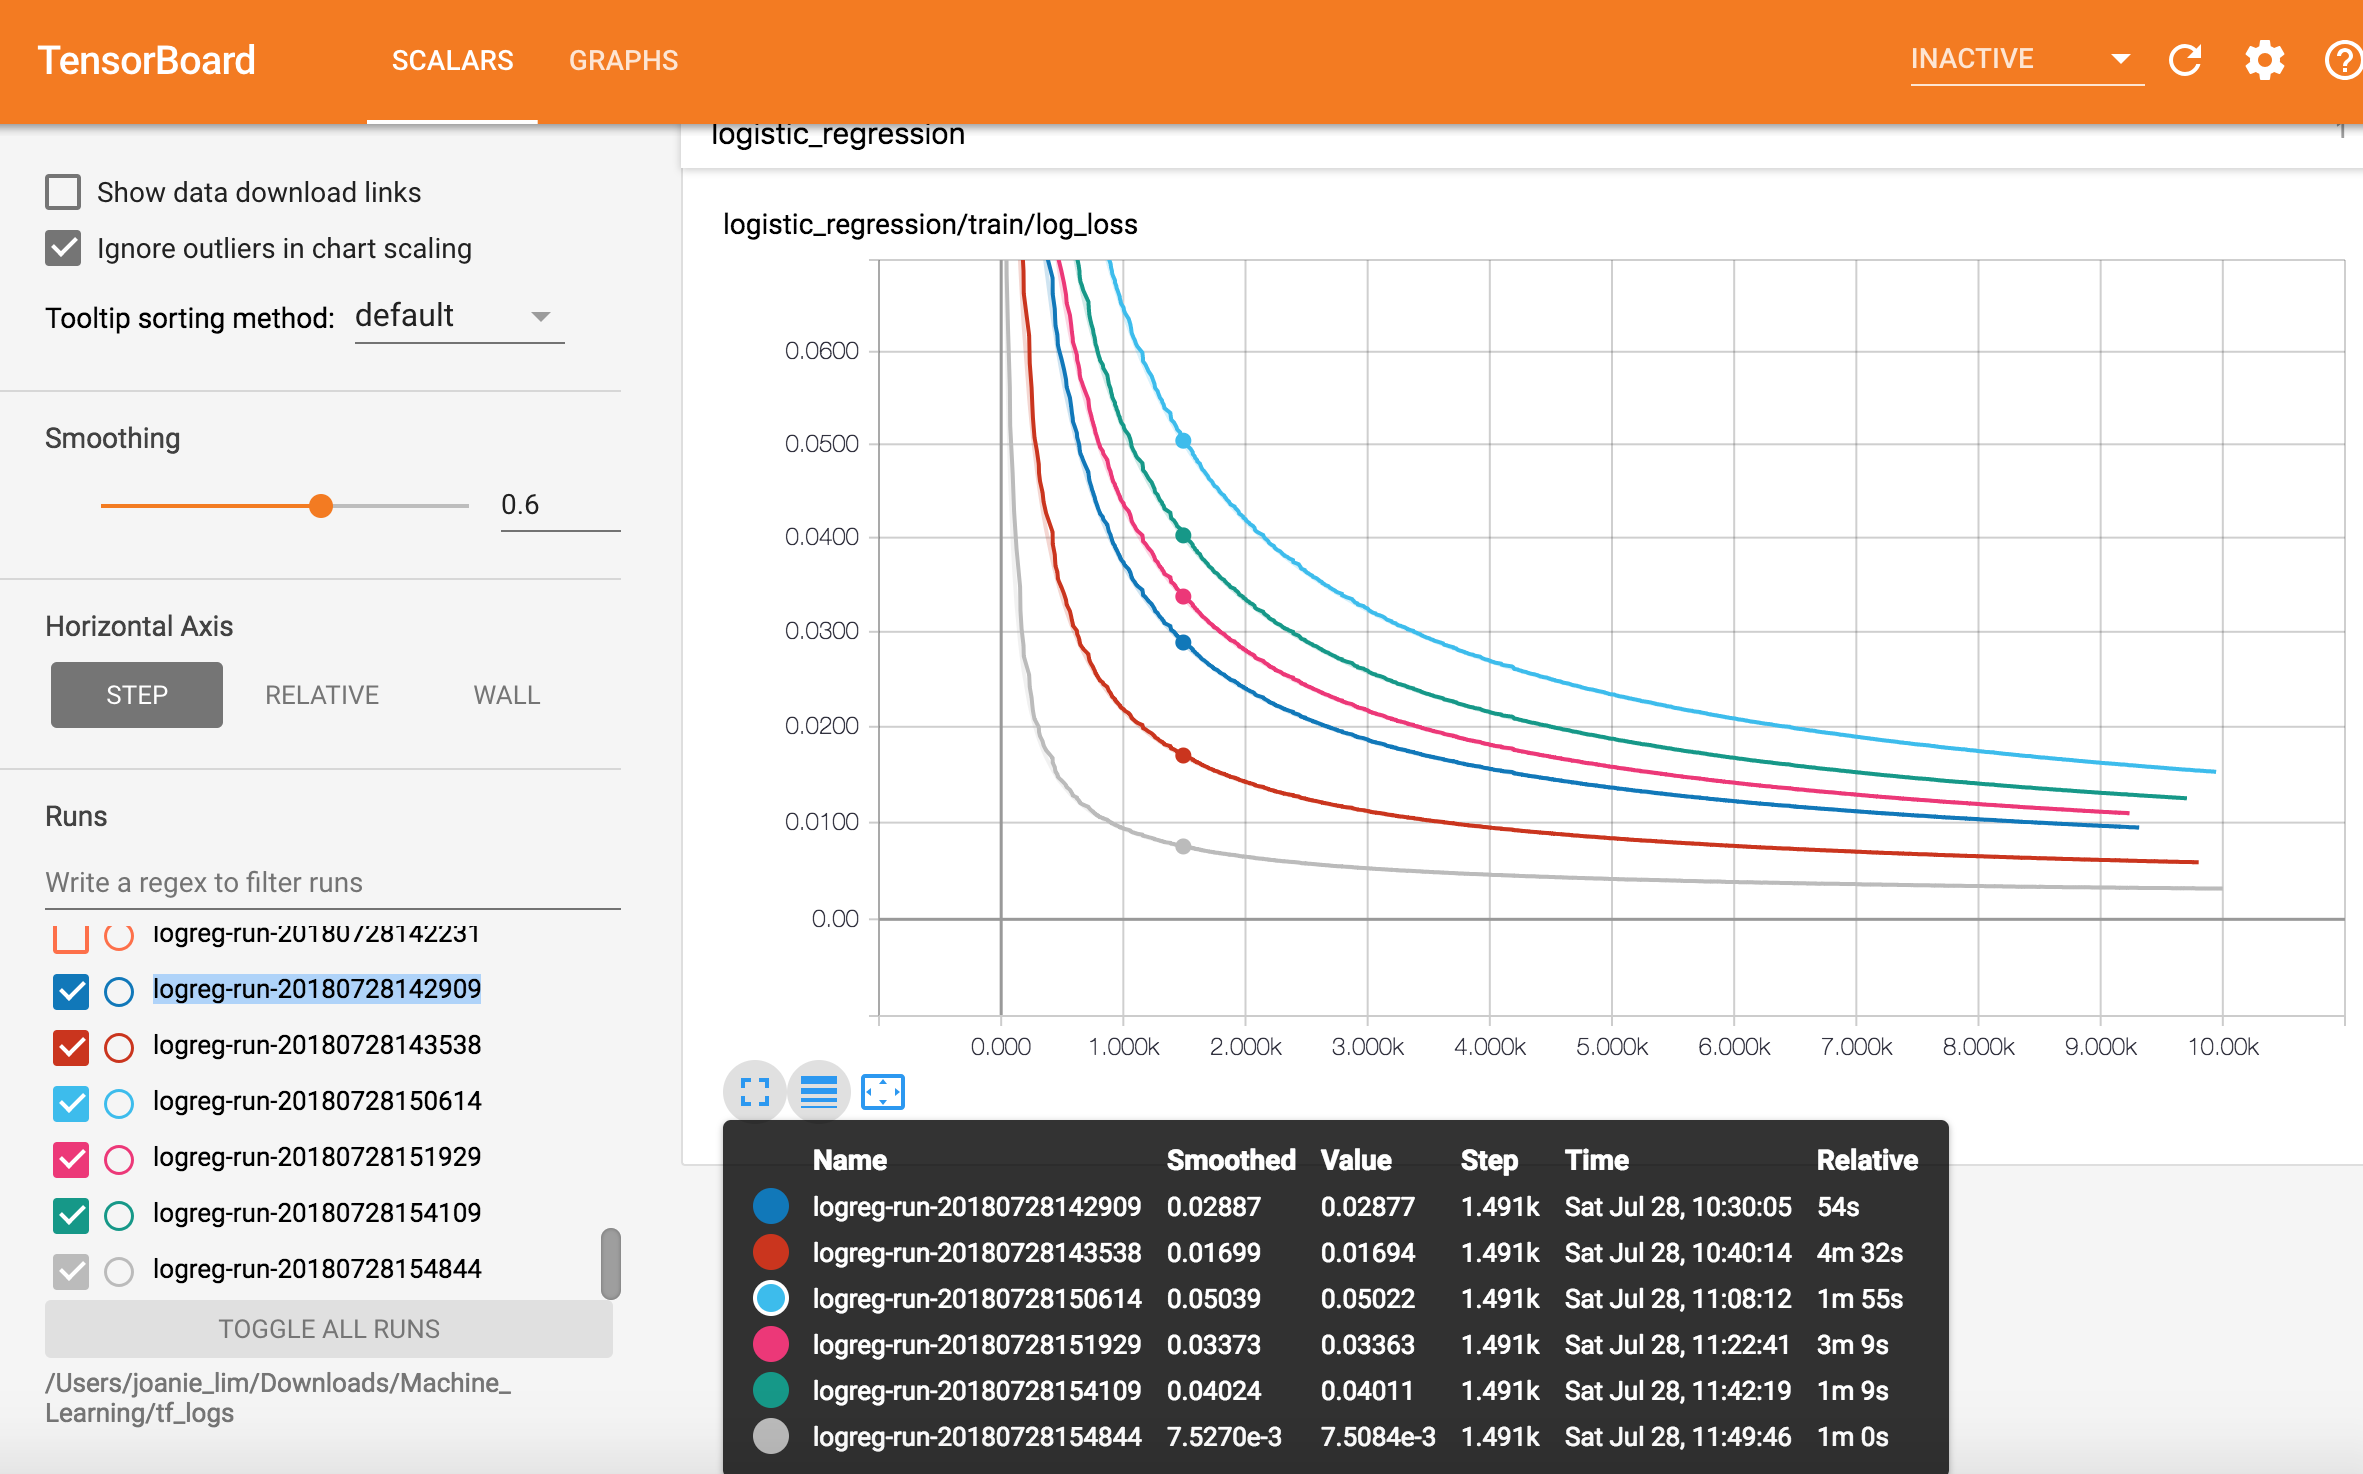 TensorBoard SCALARS GRAPHS INACTIVE
logistic_regression 1
Show data download links
Ignore outliers in chart scaling
Tooltip sorting method: default
Smoothing
0.6
Horizontal Axis
STEP RELATIVE WALL
Runs
Write a regex to filter runs
logreg-run-20180728142231
logreg-run-20180728142909
logreg-run-20180728143538
logreg-run-20180728150614
logreg-run-20180728151929
logreg-run-20180728154109
logreg-run-20180728154844
TOGGLE ALL RUNS
/Users/joanie_lim/Downloads/Machine_
Learning/tf_logs
logistic_regression/train/log_loss
0.0600
0.0500
0.0400
0.0300
0.0200
0.0100
0.00
0.000 1.000k 2.000k 3.000k 4.000k 5.000k 6.000k 7.000k 8.000k 9.000k 10.00k
Name Smoothed Value Step Time Relative
logreg-run-20180728142909 0.02887 0.02877 1.491k Sat Jul 28, 10:30:05 54s
logreg-run-20180728143538 0.01699 0.01694 1.491k Sat Jul 28, 10:40:14 4m 32s
logreg-run-20180728150614 0.05039 0.05022 1.491k Sat Jul 28, 11:08:12 1m 55s
logreg-run-20180728151929 0.03373 0.03363 1.491k Sat Jul 28, 11:22:41 3m 9s
logreg-run-20180728154109 0.04024 0.04011 1.491k Sat Jul 28, 11:42:19 1m 9s
logreg-run-20180728154844 7.5270e-3 7.5084e-3 1.491k Sat Jul 28, 11:49:46 1m 0s